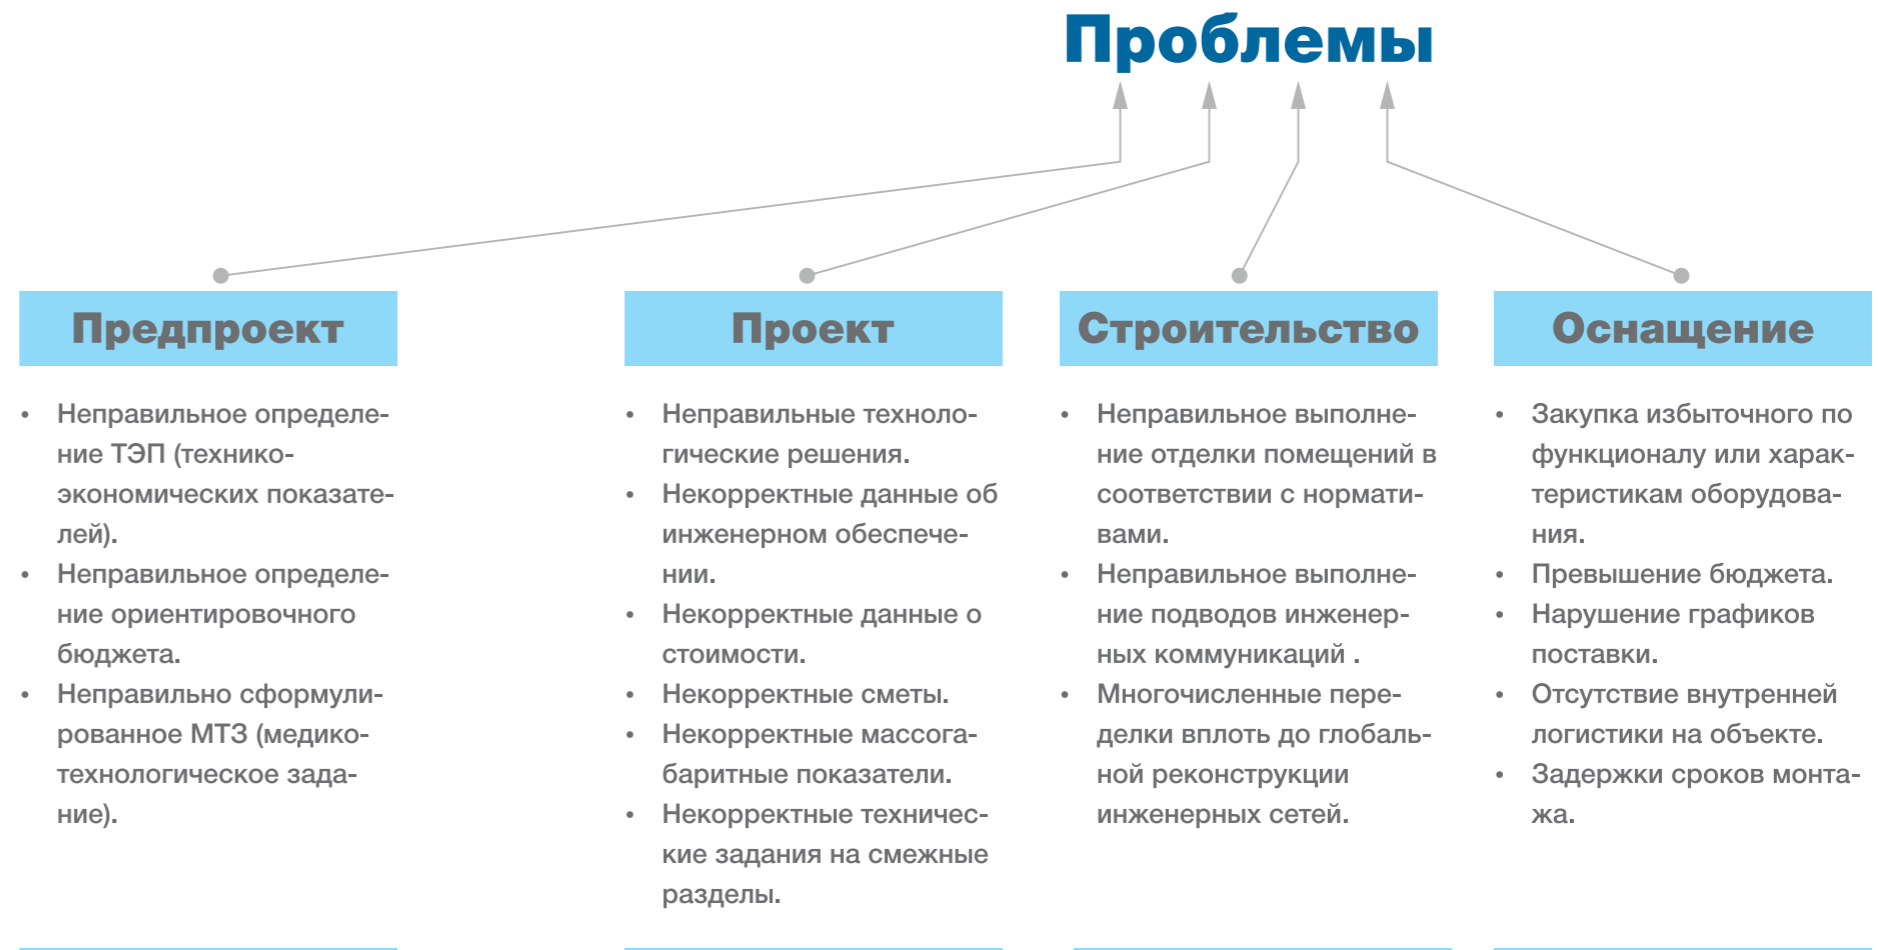 Проблемы
Предпроект
• Неправильное определе-
ние ТЭП (технико-
экономических показате-
лей).
• Неправильное определе-
ние ориентировочного
бюджета.
• Неправильно сформули-
рованное МТЗ (медико-
технологическое зада-
ние).
Проект
• Неправильные техноло-
гические решения.
• Некорректные данные об
инженерном обеспече-
нии.
• Некорректные данные о
стоимости.
• Некорректные сметы.
• Некорректные массога-
баритные показатели.
• Некорректные техничес-
кие задания на смежные
разделы.
Строительство
• Неправильное выполне-
ние отделки помещений в
соответствии с нормати-
вами.
• Неправильное выполне-
ние подводов инженер-
ных коммуникаций .
• Многочисленные пере-
делки вплоть до глобаль-
ной реконструкции
инженерных сетей.
Оснащение
• Закупка избыточного по
функционалу или харак-
теристикам оборудова-
ния.
• Превышение бюджета.
• Нарушение графиков
поставки.
• Отсутствие внутренней
логистики на объекте.
• Задержки сроков монта-
жа.